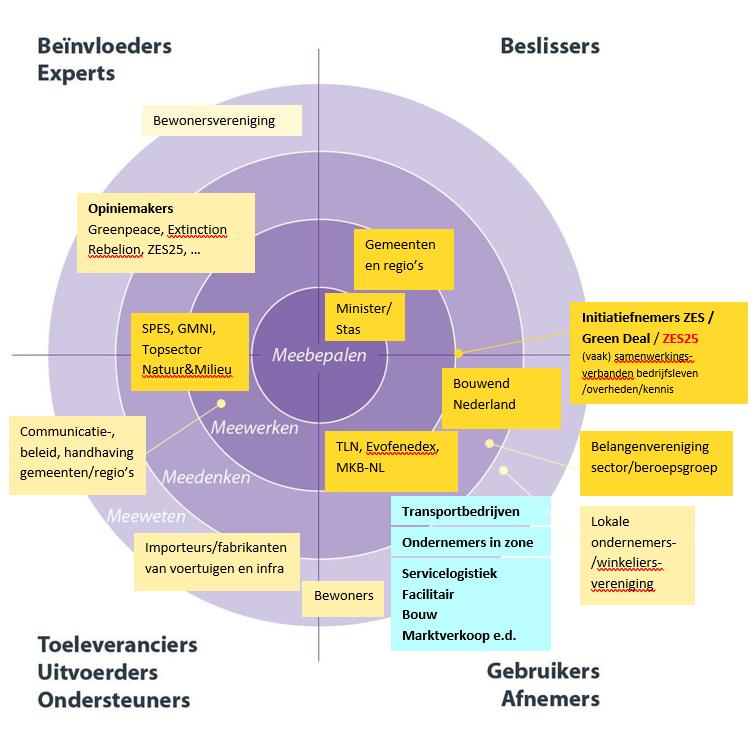 Beïnvloeders
Experts
Beslissers
Bewonersvereniging
Opiniemakers
Greenpeace, Extinction
Rebelion, ZES25, ...
Gemeenten
en regio's
Minister/
Stas
Initiatiefnemers ZES /
Green Deal / ZES25
(vaak) samenwerkings-
verbanden bedrijfsleven
/overheden/kennis
SPES, GMNI,
Topsector
Natuur&Milieu
Meebepalen
Bouwend
Nederland
Communicatie-,
beleid, handhaving
gemeenten/regio's
Meewerken
TLN, Evofenedex,
MKB-NL
Belangenvereniging
sector/beroepsgroep
Meedenken
Meeweten
Transportbedrijven
Ondernemers in zone
Servicelogistiek
Facilitair
Bouw
Marktverkoop e.d.
Lokale
ondernemers-
/winkeliers-
vereniging
Importeurs/fabrikanten
van voertuigen en infra
Bewoners
Toeleveranciers
Uitvoerders
Ondersteuners
Gebruikers
Afnemers